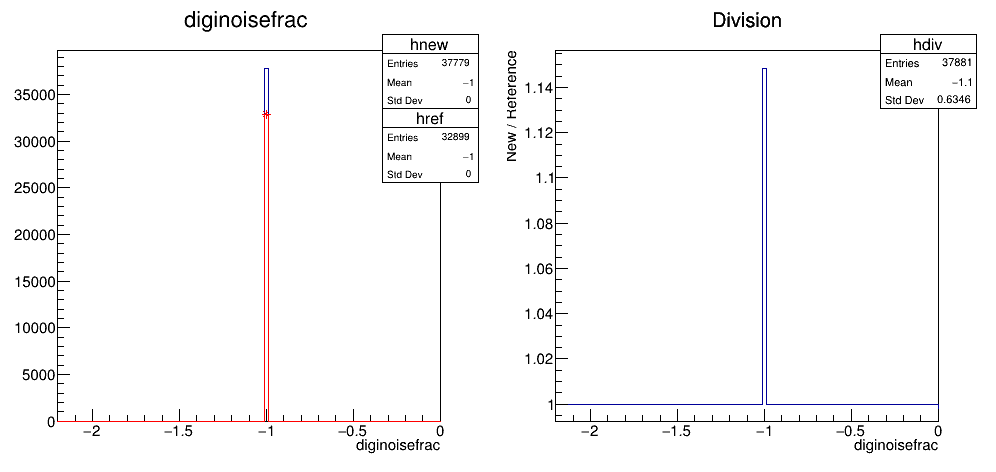 diginoisefrac
hnew
Entries 37779
Mean −1
Std Dev 0
href
Entries 32899
Mean −1
Std Dev 0
35000
30000
25000
20000
15000
10000
5000
0
−2 −1.5 −1 −0.5 0
diginoisefrac
Division
hdiv
Entries 37881
Mean −1.1
Std Dev 0.6346
New / Reference
1.14
1.12
1.1
1.08
1.06
1.04
1.02
1
−2 −1.5 −1 −0.5 0
diginoisefrac